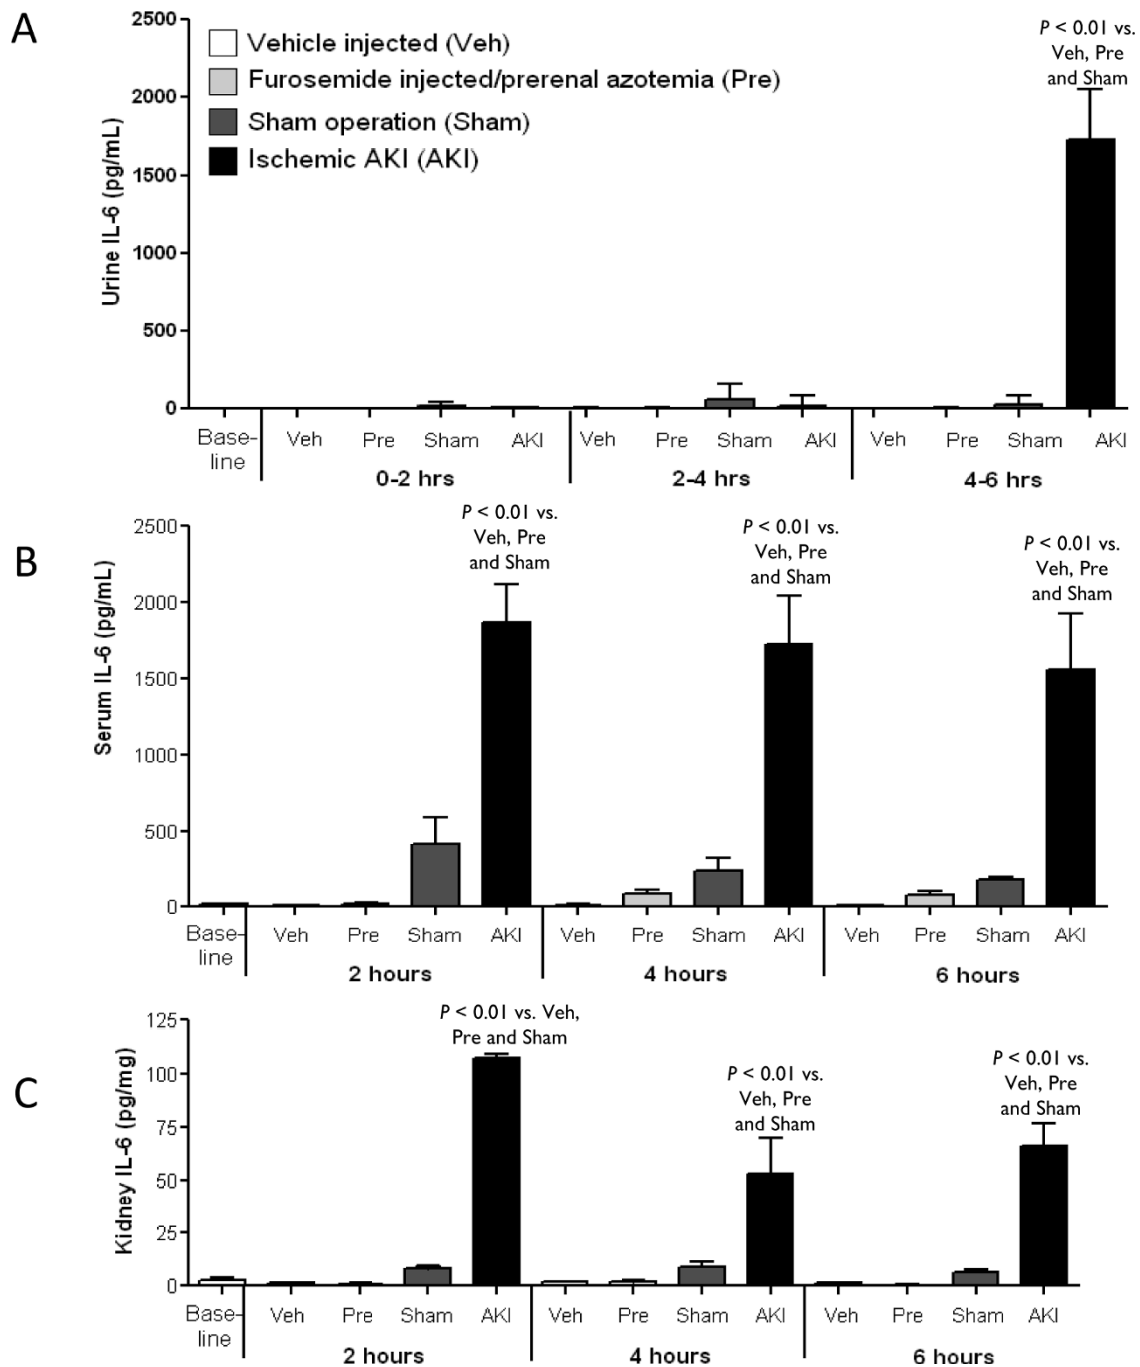 A
Urine IL-6 (pg/mL)
2500
2000
1500
1000
500
0
Vehicle injected (Veh)
Furosemide injected/prerenal azotemia (Pre)
Sham operation (Sham)
Ischemic AKI (AKI)
P < 0.01 vs.
Veh, Pre
and Sham
Base-
line
Veh Pre Sham AKI Veh Pre Sham AKI Veh Pre Sham AKI
0-2 hrs 2-4 hrs 4-6 hrs
B
Serum IL-6 (pg/mL)
2500
2000
1500
1000
500
0
P < 0.01 vs.
Veh, Pre
and Sham
P < 0.01 vs.
Veh, Pre
and Sham
P < 0.01 vs.
Veh, Pre
and Sham
Base-
line
Veh Pre Sham AKI Veh Pre Sham AKI Veh Pre Sham AKI
2 hours 4 hours 6 hours
C
Kidney IL-6 (pg/mg)
125
100
75
50
25
0
P < 0.01 vs. Veh,
Pre and Sham
P < 0.01 vs.
Veh, Pre
and Sham
P < 0.01 vs.
Veh, Pre
and Sham
Base-
line
Veh Pre Sham AKI Veh Pre Sham AKI Veh Pre Sham AKI
2 hours 4 hours 6 hours